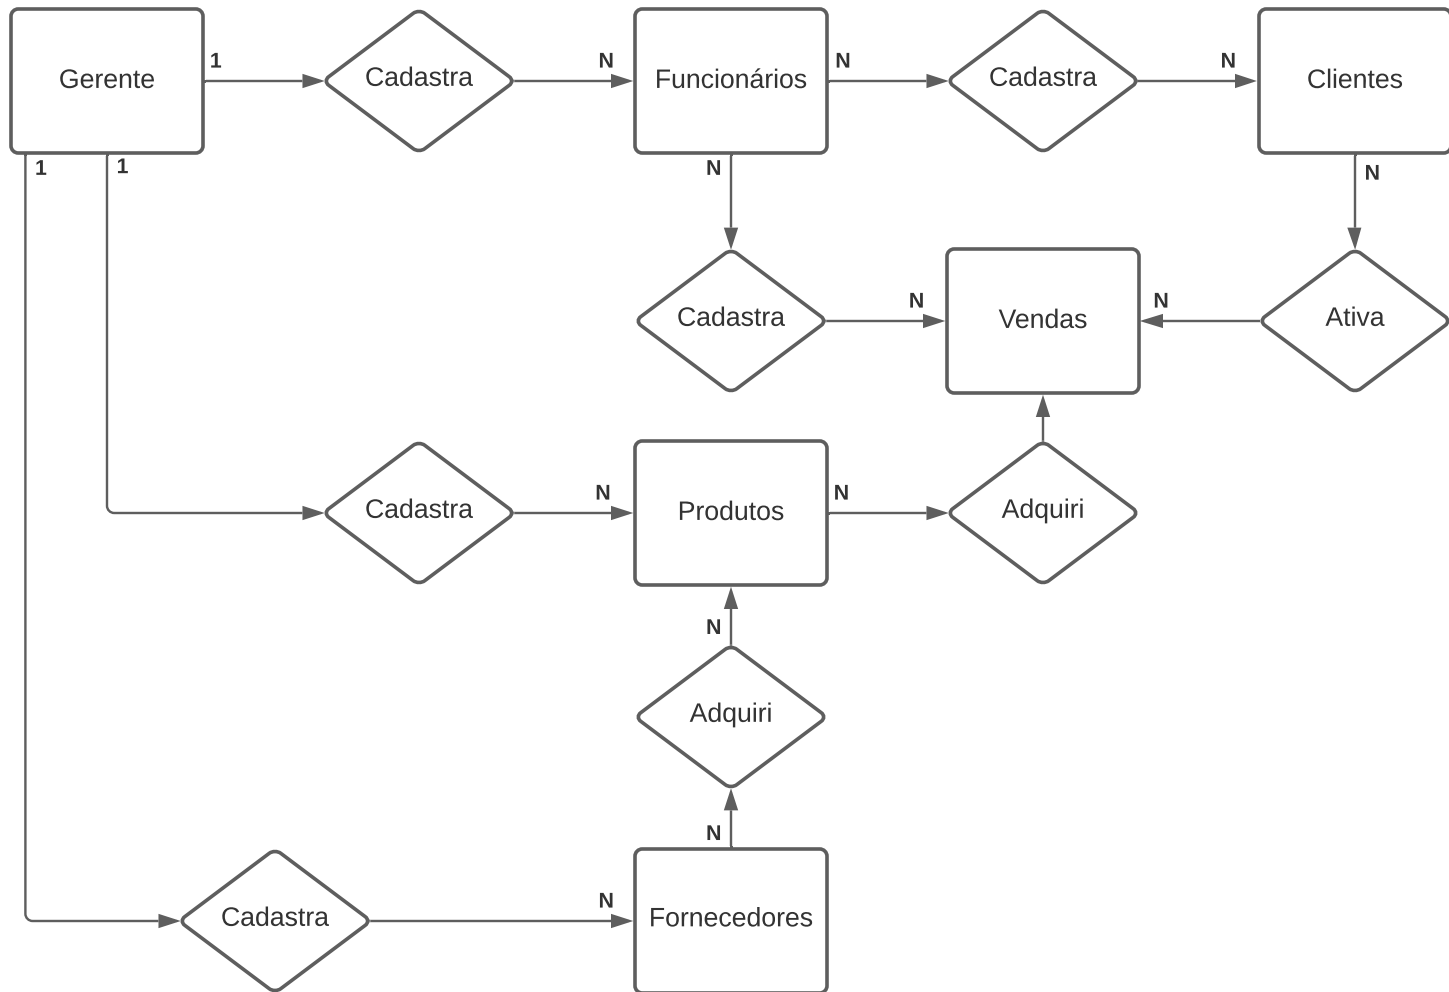 Gerente
1
Cadastra
N
Funcionários
N
Cadastra
N
Clientes
1
1
N
N
Cadastra
N
Vendas
N
Ativa
Cadastra
N
Produtos
N
Adquiri
N
Adquiri
N
Cadastra
N
Fornecedores